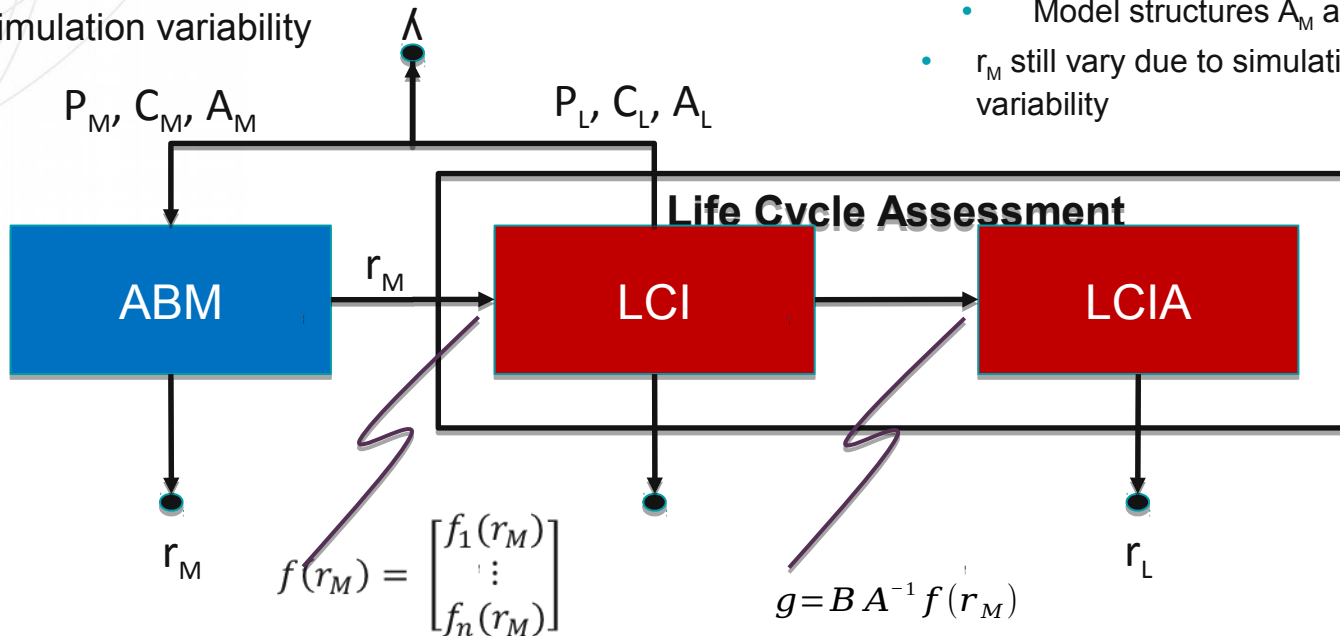 imulation variability
λ
Model structures A_M a
r_M still vary due to simulati
variability
P_M, C_M, A_M
P_L, C_L, A_L
Life Cycle Assessment
ABM
r_M
LCI
LCIA
r_M
f(r_M) = [f_1(r_M) ⋮ f_n(r_M)]
g=B A^{-1} f(r_M)
r_L